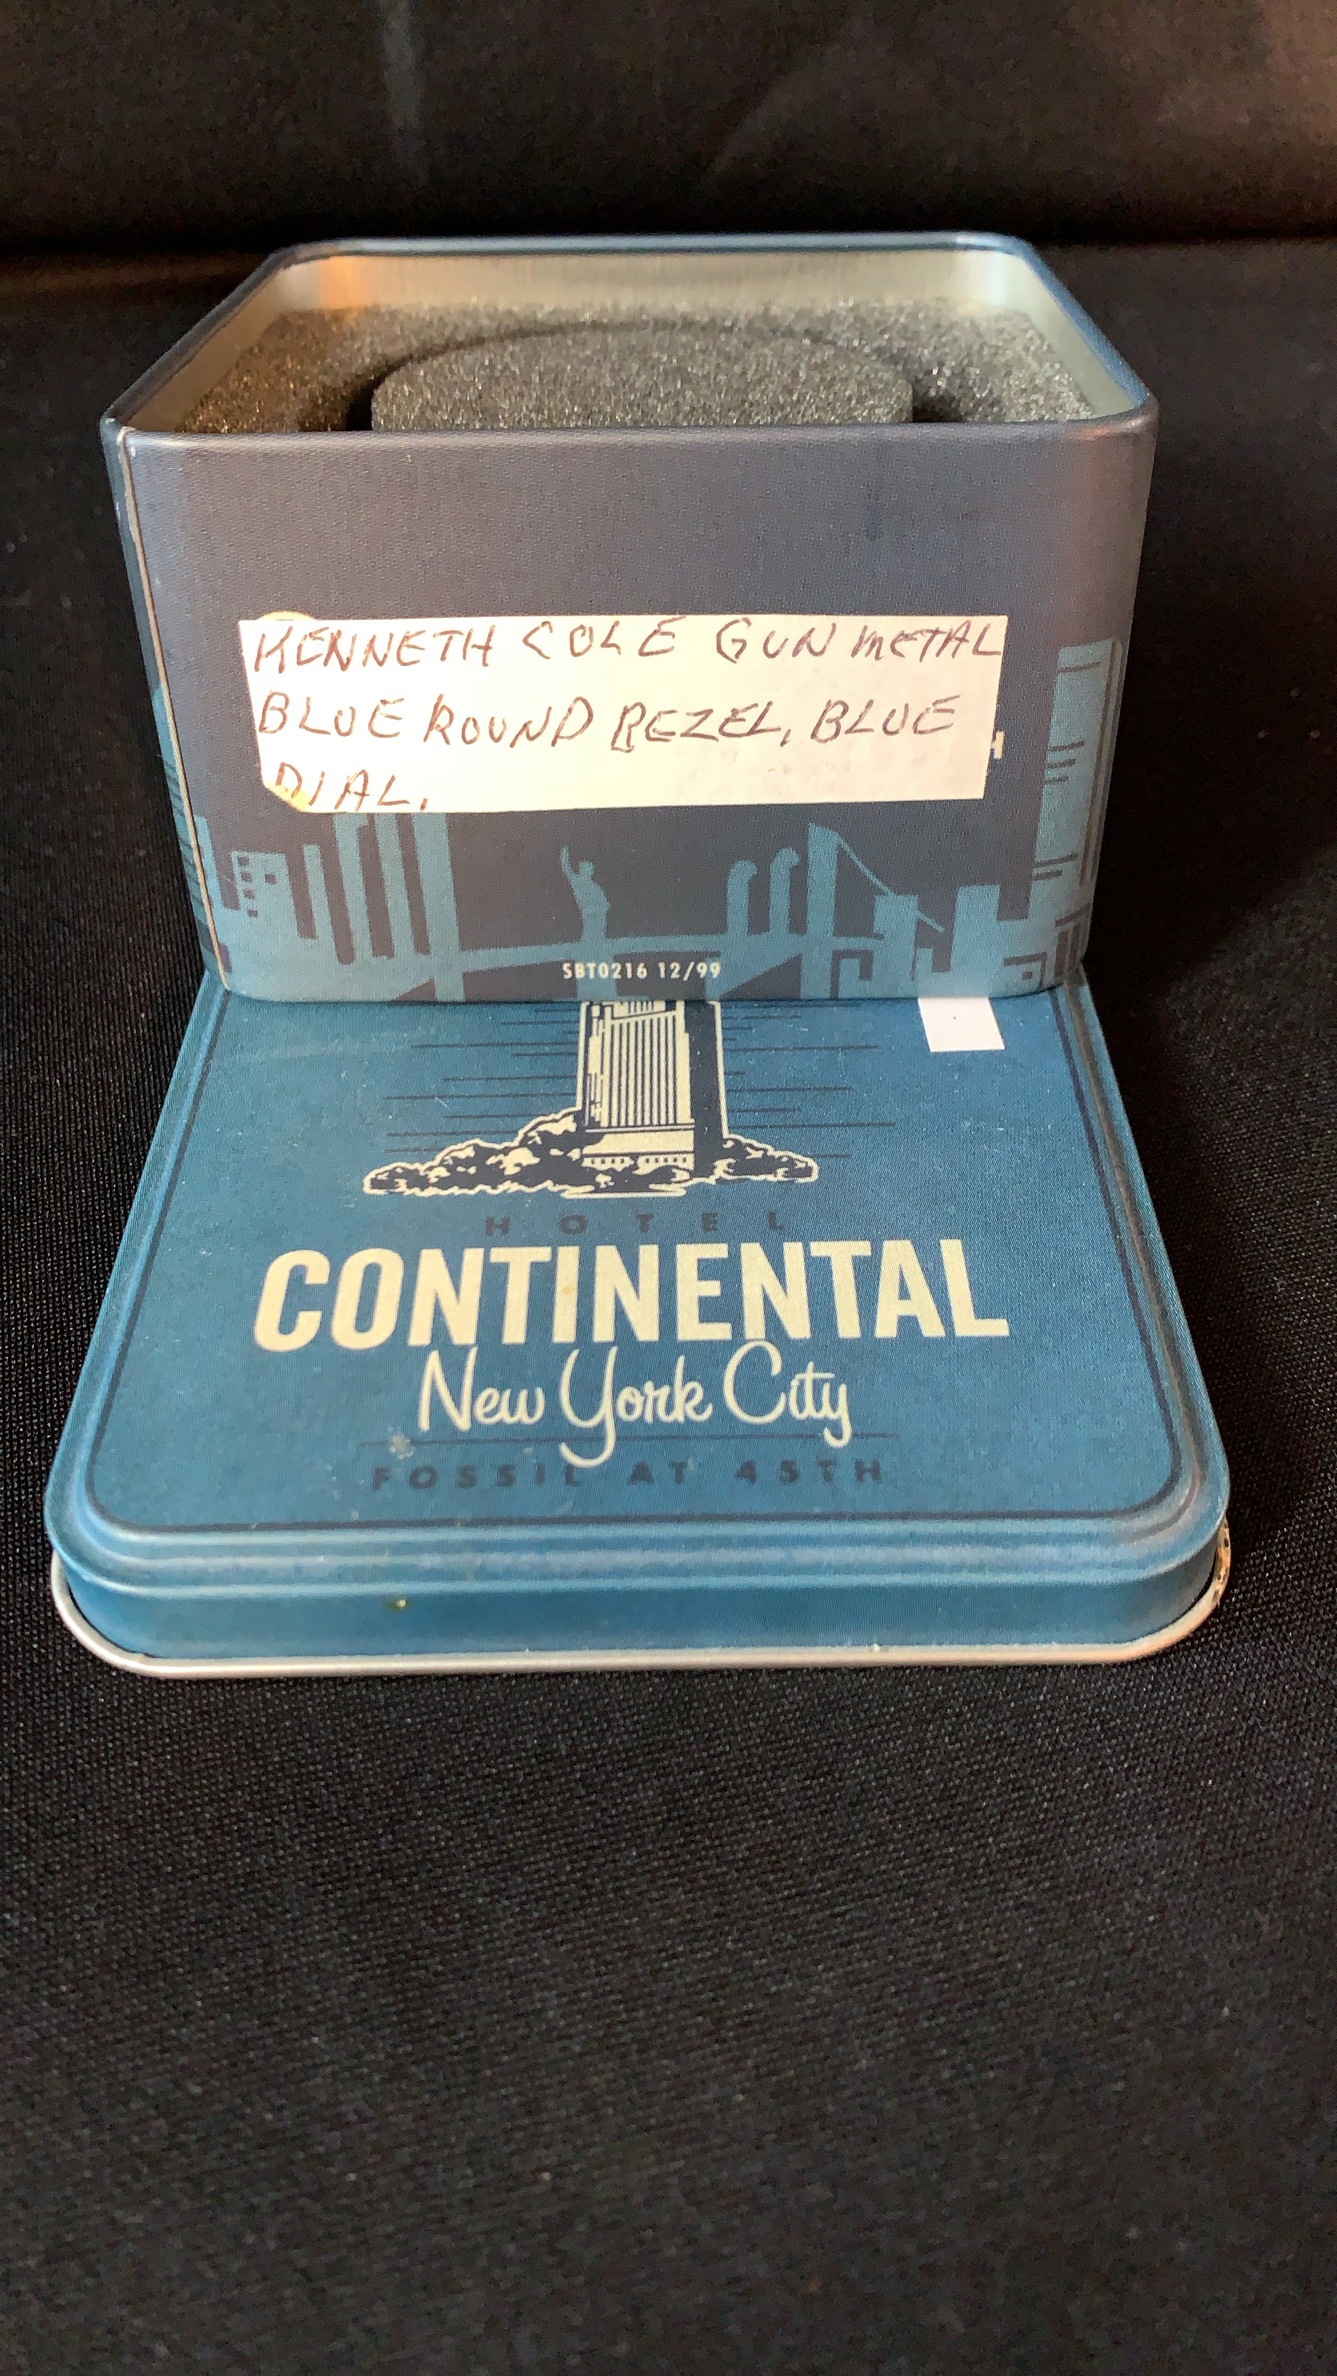 KENNETH COLE GUN METAL
BLUE ROUND BEZEL, BLUE
DIAL.
SBT0216 12/99
HOTEL
CONTINENTAL
New York City
FOSSIL AT 45TH